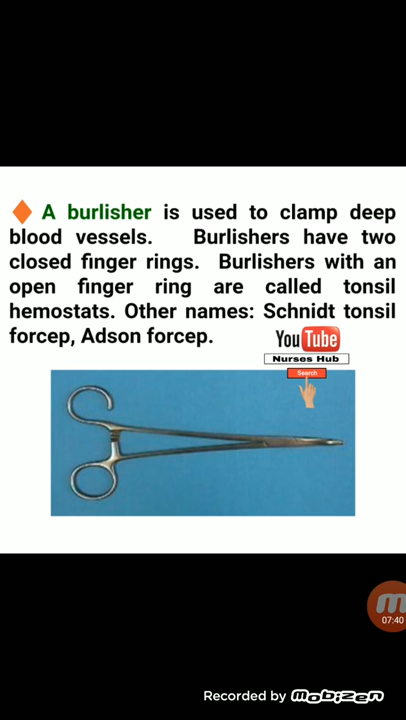 A burlisher is used to clamp deep
blood vessels. Burlishers have two
closed finger rings. Burlishers with an
open finger ring are called tonsil
hemostats. Other names: Schnidt tonsil
forcep, Adson forcep.
YouTube
Nurses Hub
Search
07:40
Recorded by mobizen